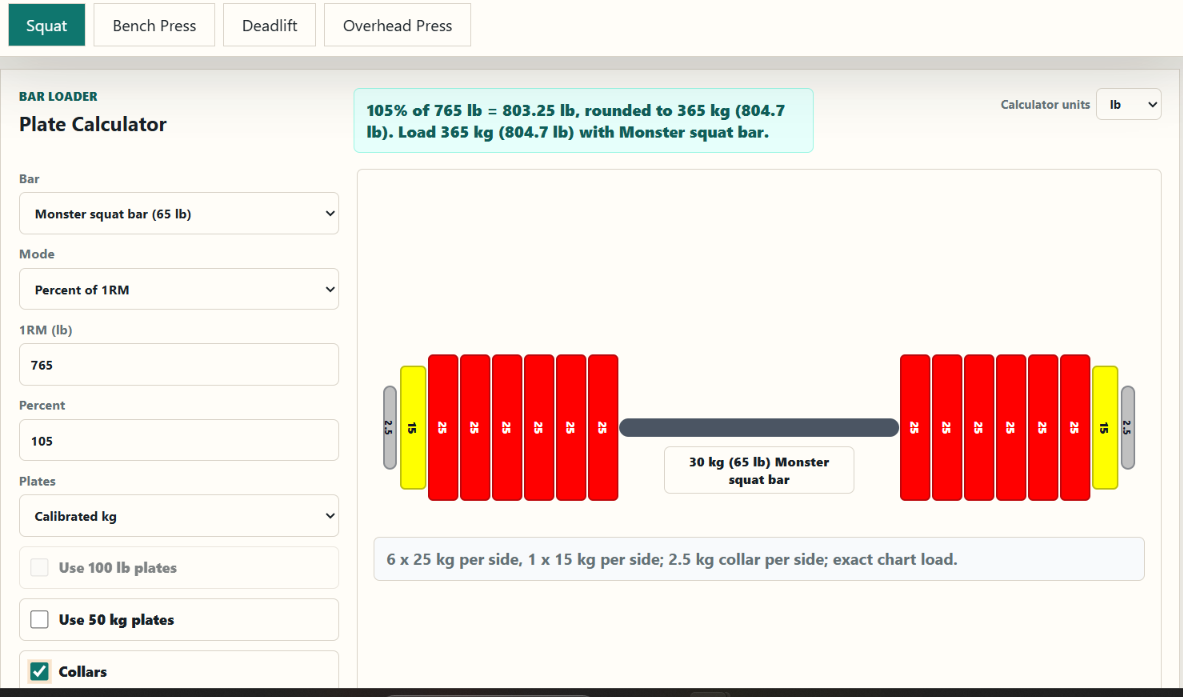 Squat
Bench Press
Deadlift
Overhead Press
BAR LOADER
Plate Calculator
105% of 765 lb = 803.25 lb, rounded to 365 kg (804.7
lb). Load 365 kg (804.7 lb) with Monster squat bar.
Calculator units
lb
Bar
Monster squat bar (65 lb)
Mode
Percent of 1RM
1RM (lb)
765
Percent
105
Plates
Calibrated kg
Use 100 lb plates
Use 50 kg plates
Collars
2.5
15
25
25
25
25
25
25
25
25
25
25
25
25
15
2.5
30 kg (65 lb) Monster
squat bar
6 x 25 kg per side, 1 x 15 kg per side; 2.5 kg collar per side; exact chart load.